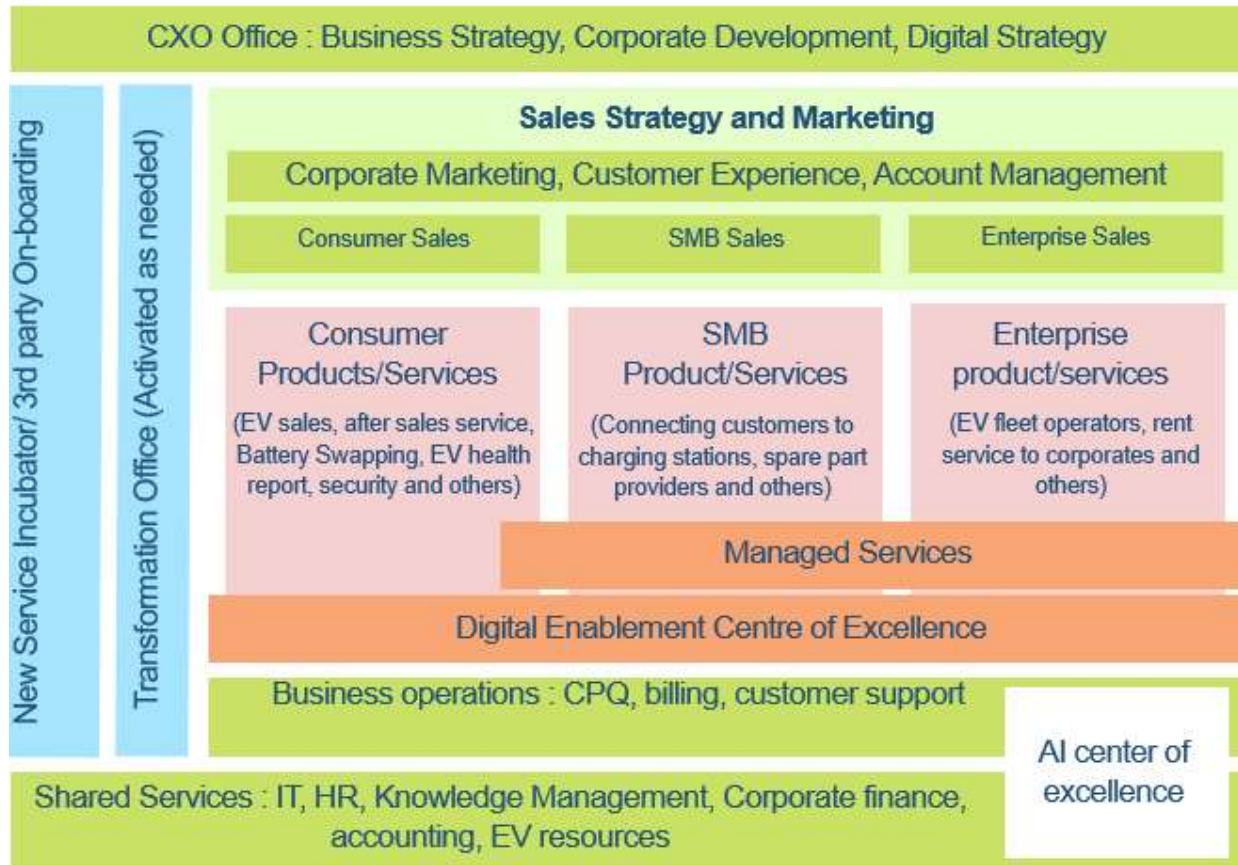 CXO Office : Business Strategy, Corporate Development, Digital Strategy
New Service Incubator/ 3rd party On-boarding
Transformation Office (Activated as needed)
Sales Strategy and Marketing
Corporate Marketing, Customer Experience, Account Management
Consumer Sales
SMB Sales
Enterprise Sales
Consumer
Products/Services
(EV sales, after sales service,
Battery Swapping, EV health
report, security and others)
SMB
Product/Services
(Connecting customers to
charging stations, spare part
providers and others)
Enterprise
product/services
(EV fleet operators, rent
service to corporates and
others)
Managed Services
Digital Enablement Centre of Excellence
Business operations : CPQ, billing, customer support
AI center of
excellence
Shared Services : IT, HR, Knowledge Management, Corporate finance,
accounting, EV resources